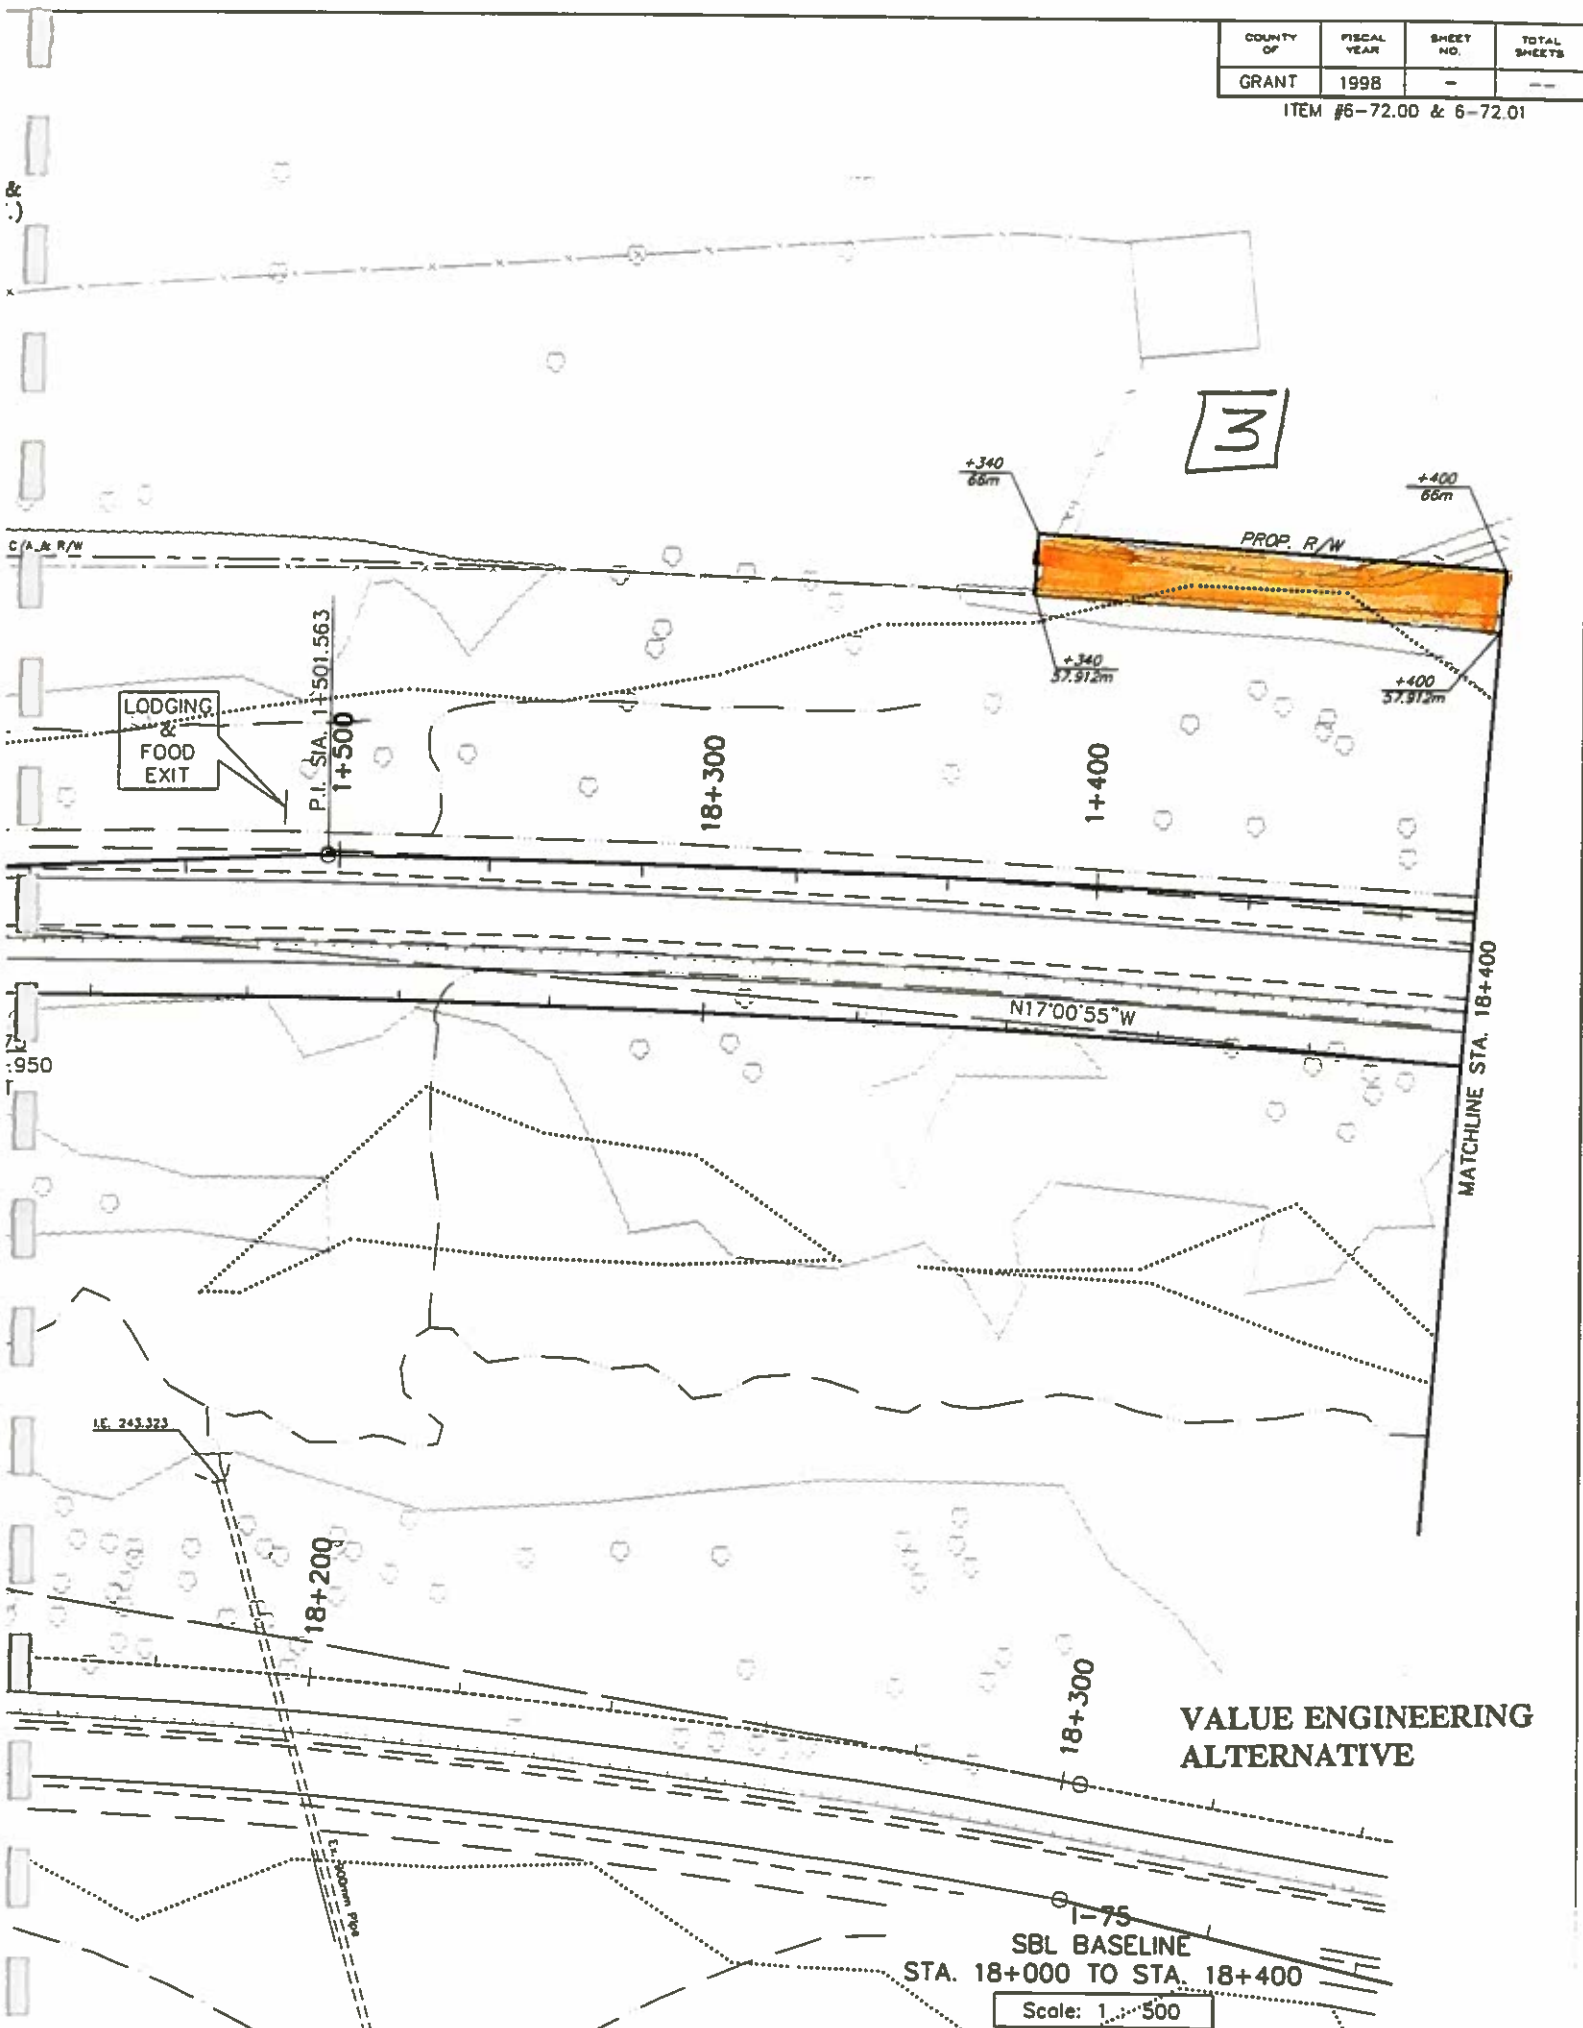 COUNTY OF
FISCAL YEAR
SHEET NO.
TOTAL SHEETS
GRANT
1998
-
--
ITEM #6-72.00 & 6-72.01
&
3
+340
66m
+400
66m
PROP. R/W
C/A & R/W
+340
57.912m
+400
57.912m
P.I. STA. 1+501.563
1+500
LODGING
&
FOOD
EXIT
18+300
1+400
N17°00'55"W
MATCHLINE STA. 18+400
.950
I.E. 243.323
18+200
18+300
VALUE ENGINEERING
ALTERNATIVE
900mm Pipe
I-75
SBL BASELINE
STA. 18+000 TO STA. 18+400
Scale: 1 : 500